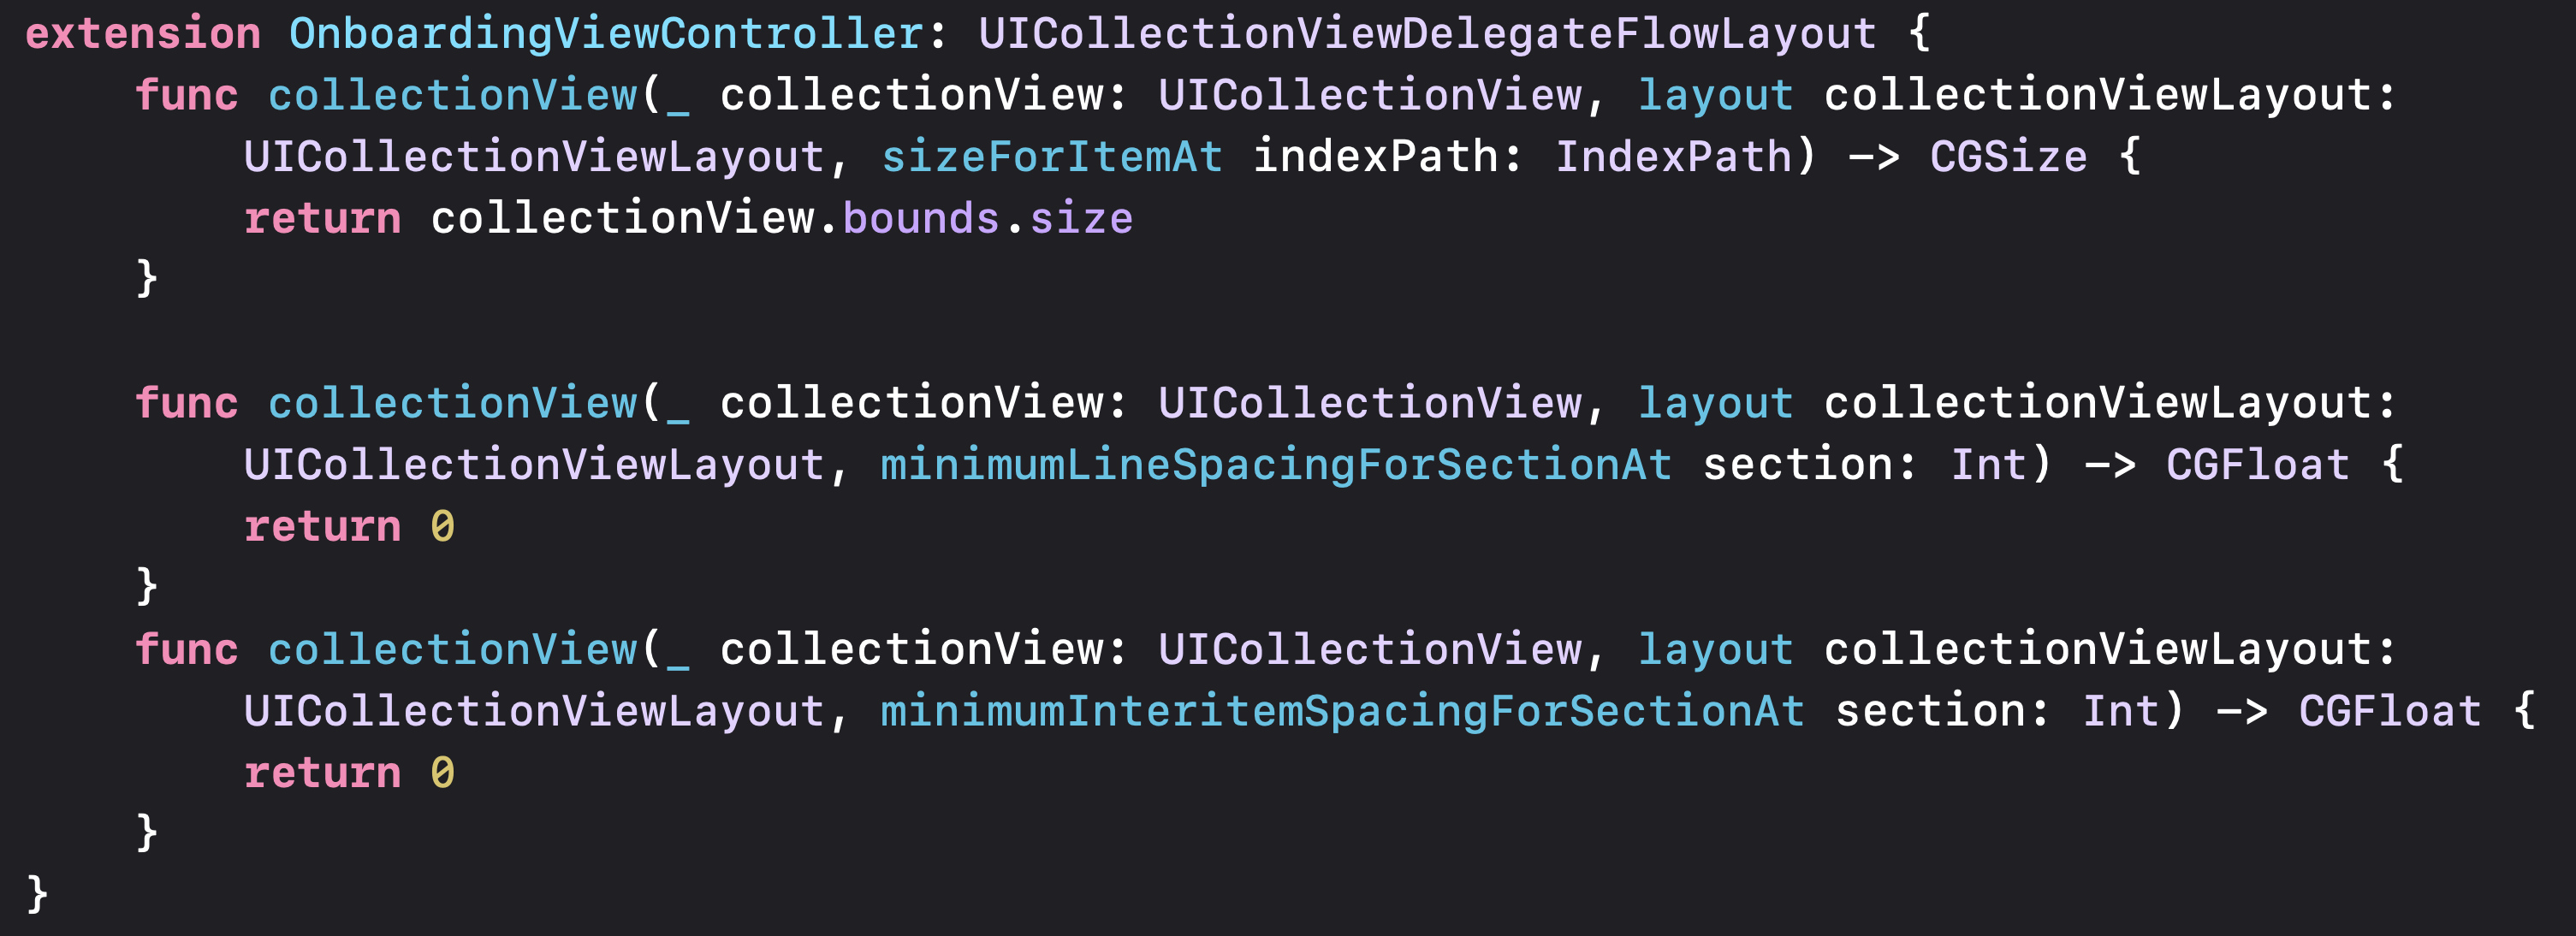 extension OnboardingViewController: UICollectionViewDelegateFlowLayout {
    func collectionView(_ collectionView: UICollectionView, layout collectionViewLayout:
        UICollectionViewLayout, sizeForItemAt indexPath: IndexPath) -> CGSize {
        return collectionView.bounds.size
    }

    func collectionView(_ collectionView: UICollectionView, layout collectionViewLayout:
        UICollectionViewLayout, minimumLineSpacingForSectionAt section: Int) -> CGFloat {
        return 0
    }
    func collectionView(_ collectionView: UICollectionView, layout collectionViewLayout:
        UICollectionViewLayout, minimumInteritemSpacingForSectionAt section: Int) -> CGFloat {
        return 0
    }
}